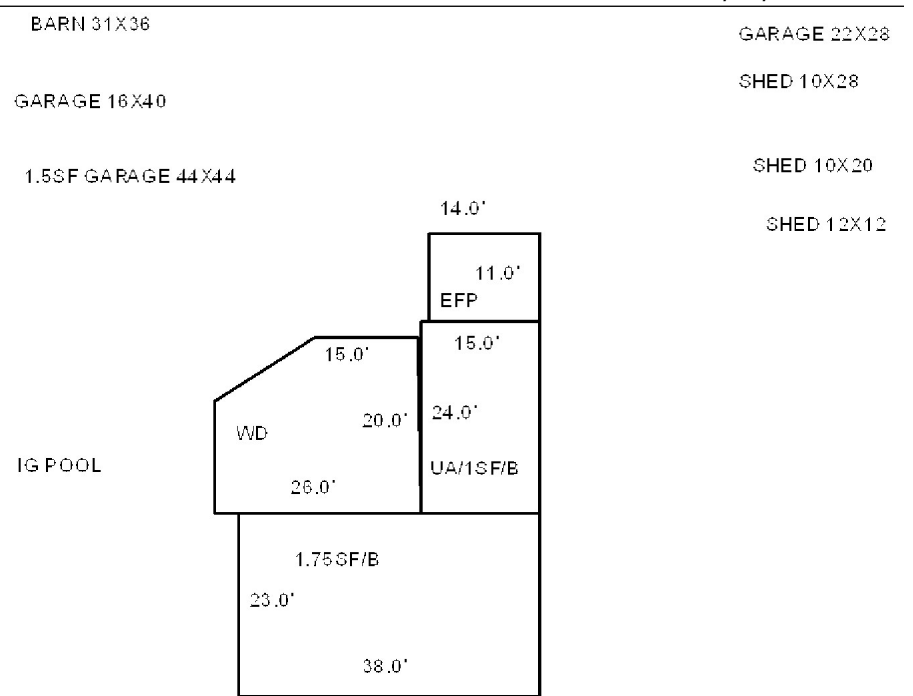 BARN 31X36
GARAGE 22X28
SHED 10X28
GARAGE 16X40
SHED 10X20
1.5SF GARAGE 44X44
14.0'
SHED 12X12
11.0'
EFP
15.0'
15.0'
20.0'
24.0'
WD
UA/1SF/B
IG POOL
26.0'
1.75SF/B
23.0'
38.0'